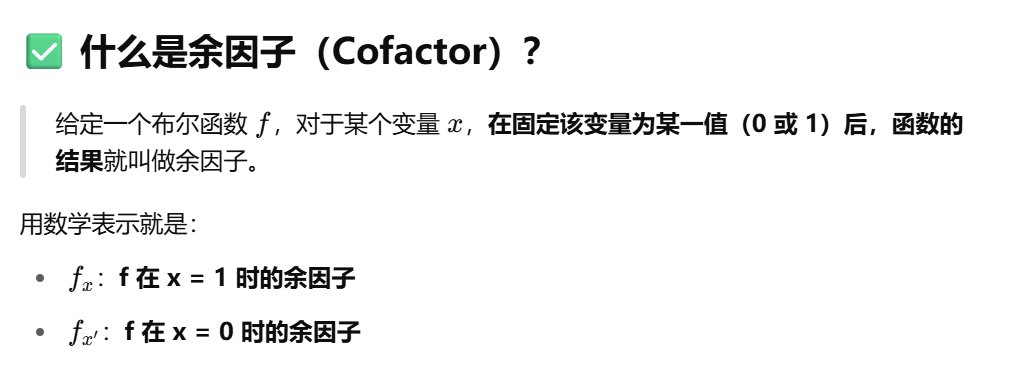 ✅ 什么是余因子（Cofactor）？
给定一个布尔函数 f，对于某个变量 x，在固定该变量为某一值（0 或 1）后，函数的
结果就叫做余因子。
用数学表示就是：
• fₓ：f 在 x = 1 时的余因子
• fₓ′：f 在 x = 0 时的余因子